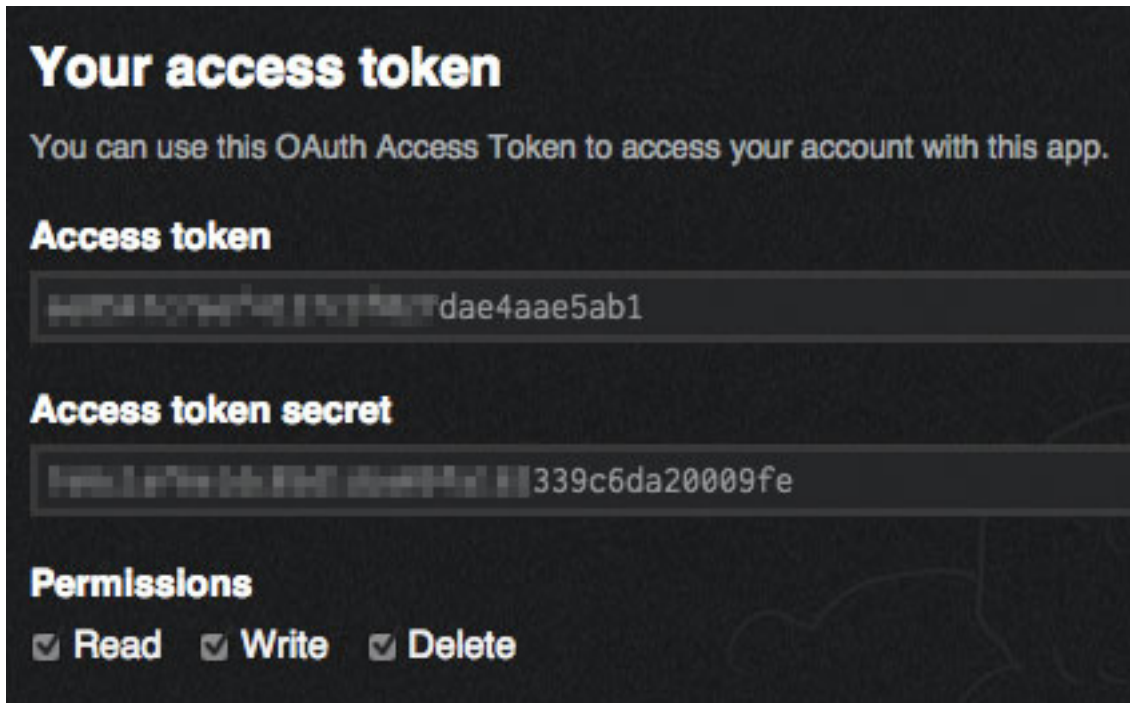 Your access token
You can use this OAuth Access Token to access your account with this app.
Access token
dae4aae5ab1
Access token secret
339c6da20009fe
Permissions
Read Write Delete